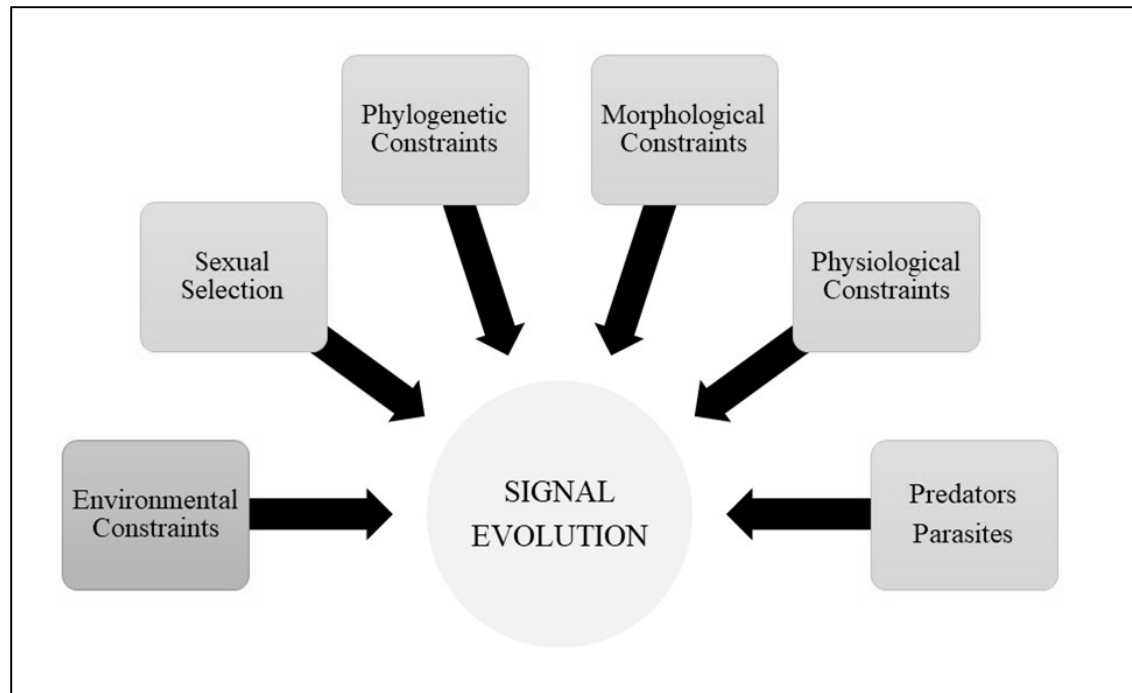 Phylogenetic
Constraints
Morphological
Constraints
Sexual
Selection
Physiological
Constraints
Environmental
Constraints
SIGNAL
EVOLUTION
Predators
Parasites